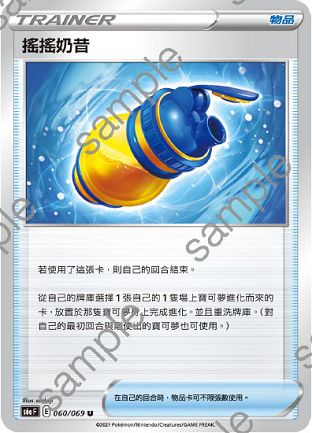 TRAINER 物品
搖搖奶昔
sample
sample
sample
sample
sample
sample
若使用了這張卡,則自己的回合結束。
從自己的牌庫選擇1張自己的1隻場上寶可夢進化而來的
卡,放置於那隻寶可夢身上完成進化。並且重洗牌庫。(對
自己的最初回合與剛使出的寶可夢也可使用。)
s6a F E 060/069 U
在自己的回合時,物品卡可不限張數使用。
©2021 Pokémon/Nintendo/Creatures/GAME FREAK.